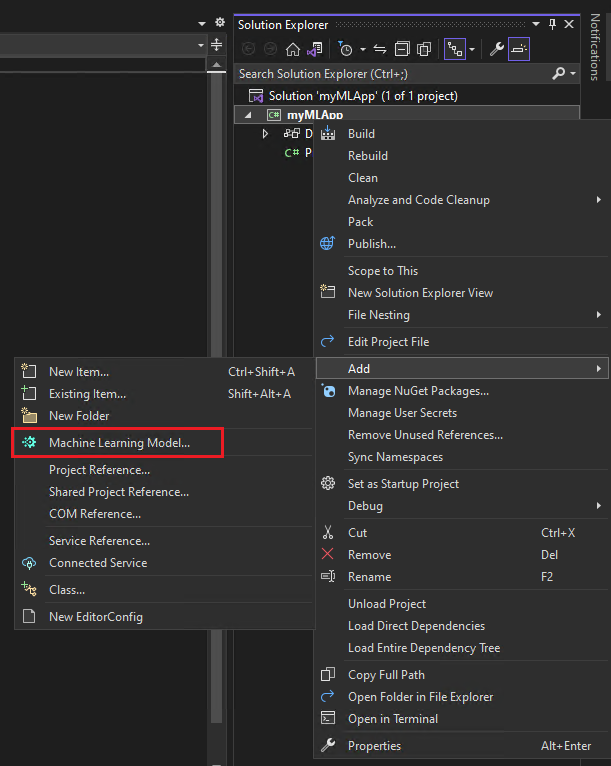 Solution Explorer
Notifications
Search Solution Explorer (Ctrl+;)
Solution 'myMLApp' (1 of 1 project)
C# myMLApp
D
C# P
Build
Rebuild
Clean
Analyze and Code Cleanup
Pack
Publish...
Scope to This
New Solution Explorer View
File Nesting
Edit Project File
Add
Manage NuGet Packages...
Manage User Secrets
Remove Unused References...
Sync Namespaces
Set as Startup Project
Debug
Cut Ctrl+X
Remove Del
Rename F2
Unload Project
Load Direct Dependencies
Load Entire Dependency Tree
Copy Full Path
Open Folder in File Explorer
Open in Terminal
Properties Alt+Enter
New Item... Ctrl+Shift+A
Existing Item... Shift+Alt+A
New Folder
Machine Learning Model...
Project Reference...
Shared Project Reference...
COM Reference...
Service Reference...
Connected Service
Class...
New EditorConfig